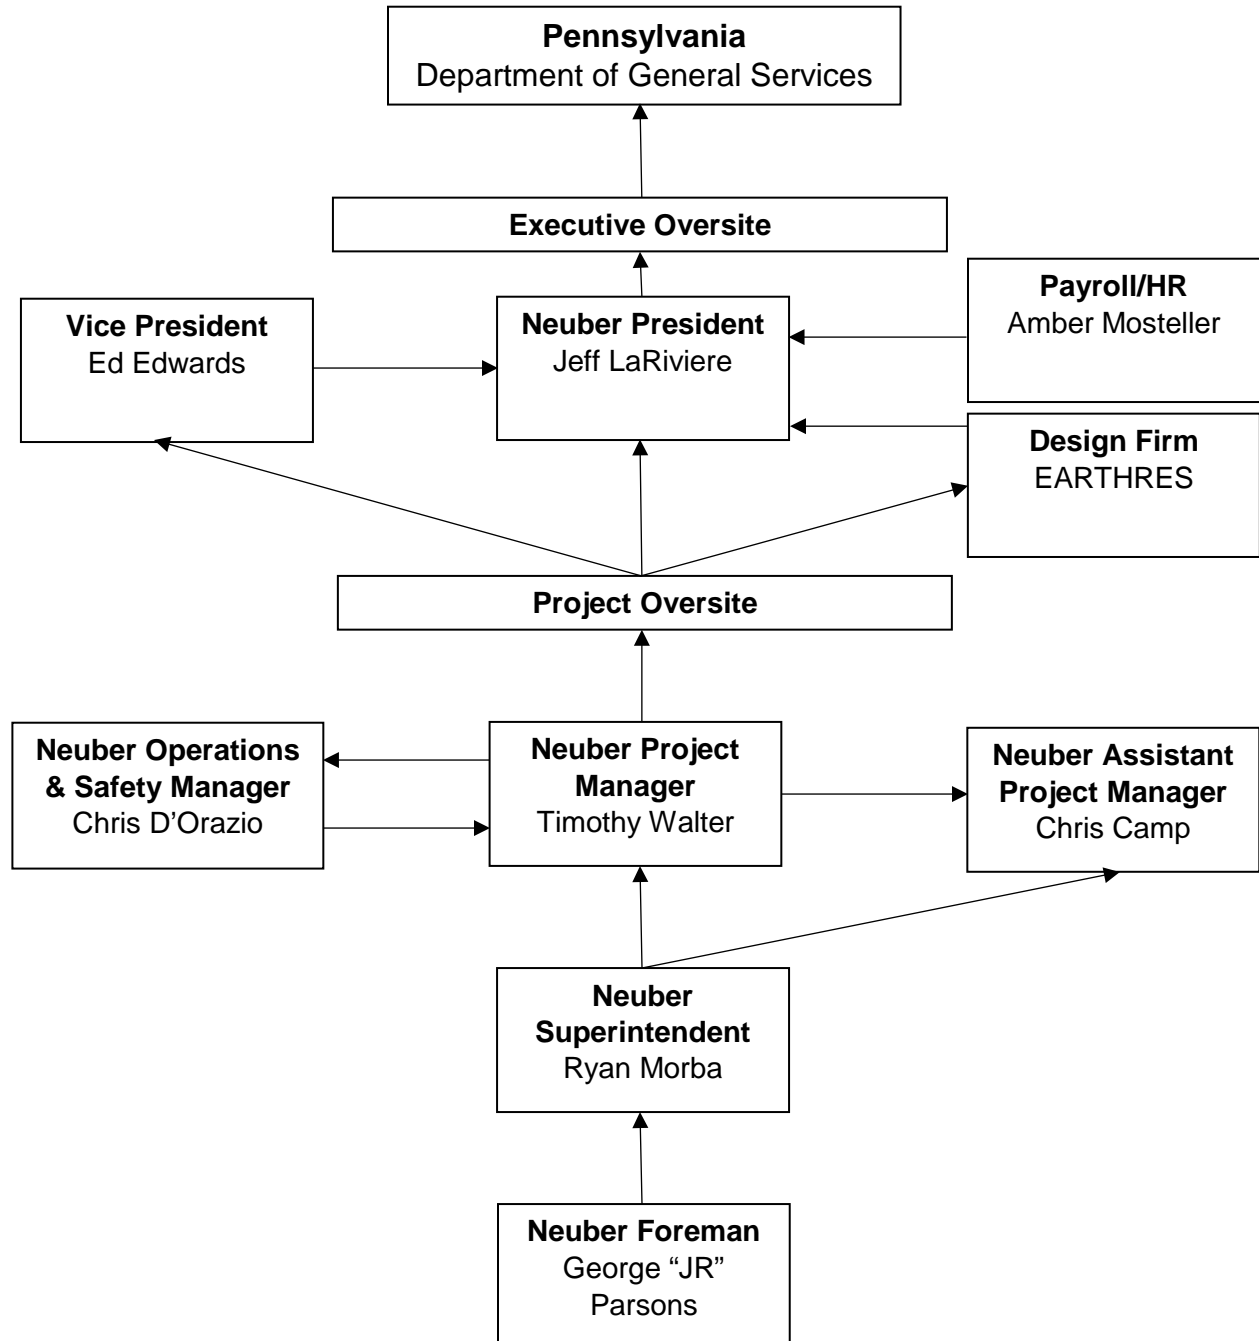 Pennsylvania
Department of General Services
Executive Oversite
Vice President
Ed Edwards
Neuber President
Jeff LaRiviere
Payroll/HR
Amber Mosteller
Design Firm
EARTHRES
Project Oversite
Neuber Operations
& Safety Manager
Chris D’Orazio
Neuber Project
Manager
Timothy Walter
Neuber Assistant
Project Manager
Chris Camp
Neuber
Superintendent
Ryan Morba
Neuber Foreman
George “JR”
Parsons